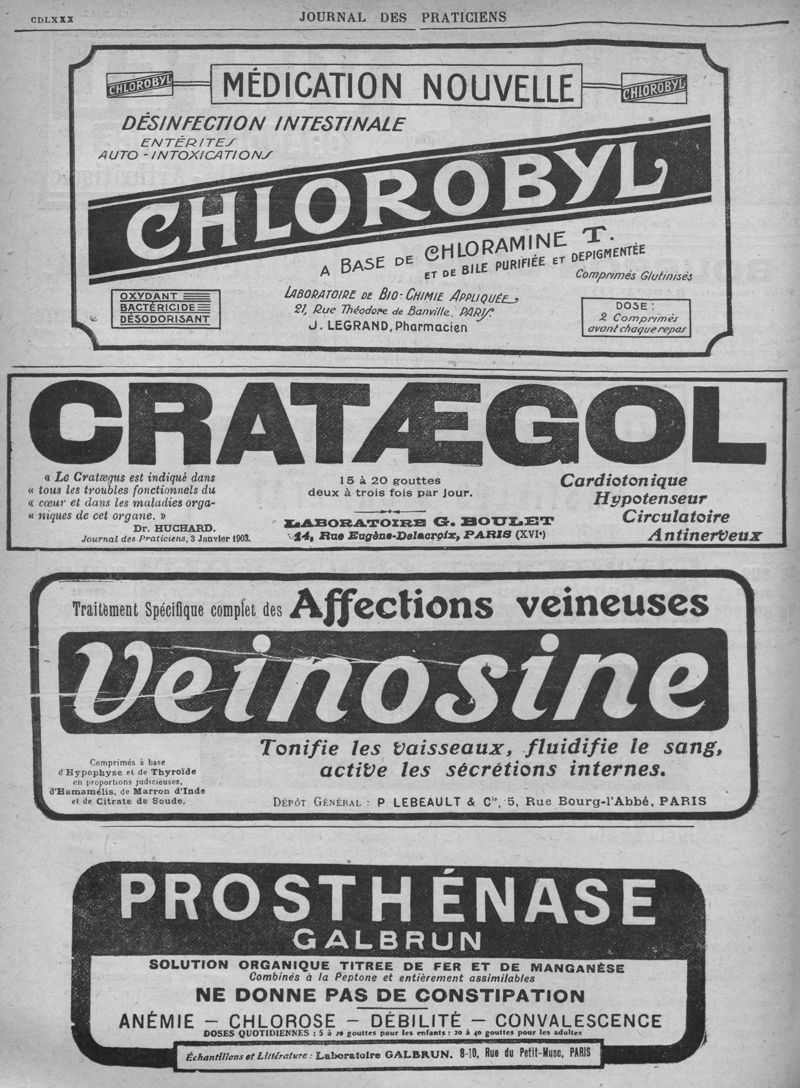 CDLXXX
JOURNAL DES PRATICIENS
CHLOROBYL
MÉDICATION NOUVELLE
CHLOROBYL
DÉSINFECTION INTESTINALE
ENTÉRITES
AUTO-INTOXICATIONS
CHLOROBYL
A BASE DE CHLORAMINE T.
ET DE BILE PURIFIÉE ET DEPIGMENTÉE
Comprimés Glutinisés
OXYDANT
BACTÉRICIDE
DÉSODORISANT
LABORATOIRE DE BIO-CHIMIE APPLIQUÉE,
21, Rue Théodore de Banville, PARIS
J. LEGRAND, Pharmacien
DOSE:
2 Comprimés
avant chaque repas
CRATÆGOL
« Le Cratægus est indiqué dans
« tous les troubles fonctionnels du
« cœur et dans les maladies orga-
« niques de cet organe. »
Dr. HUCHARD.
Journal des Praticiens, 3 Janvier 1903.
15 à 20 gouttes
deux à trois fois par jour.
LABORATOIRE G. BOULET
14, Rue Eugène-Delacroix, PARIS (XVIe)
Cardiotonique
Hypotenseur
Circulatoire
Antinerveux
Traitement Spécifique complet des Affections veineuses
Veinosine
Comprimés à base
d'Hypophyse et de Thyroïde
en proportions judicieuses,
d'Hamamélis, de Marron d'Inde
et de Citrate de Soude.
Tonifie les vaisseaux, fluidifie le sang,
active les sécrétions internes.
DÉPÔT GÉNÉRAL : P. LEBEAULT & Cie, 5, Rue Bourg-l'Abbé, PARIS
PROSTHÉNASE
GALBRUN
SOLUTION ORGANIQUE TITREE DE FER ET DE MANGANÈSE
Combinés à la Peptone et entièrement assimilables
NE DONNE PAS DE CONSTIPATION
ANÉMIE — CHLOROSE — DÉBILITÉ — CONVALESCENCE
DOSES QUOTIDIENNES : 5 à 20 gouttes pour les enfants : 20 à 40 gouttes pour les adultes
Échantillons et Littérature : Laboratoire GALBRUN. 8-10, Rue du Petit-Musc, PARIS